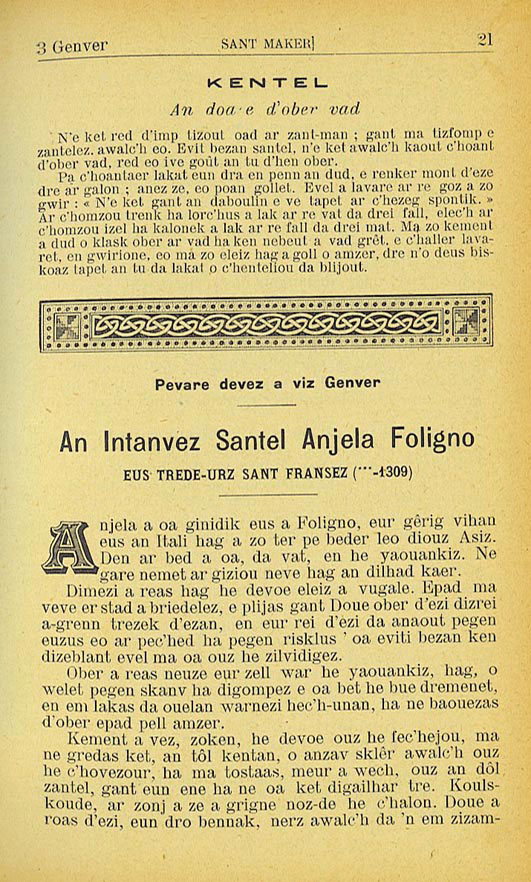 3 Genver
SANT MAKER|
21
KENTEL
An doare d'ober vad
N'e ket red d'imp tizout oad ar zant-man ; gant ma tizfomp e
zantelez, awalc'h eo. Evit bezan santel, n'e ket awalc'h kaout c'hoant
d'ober vad, red eo ive goût an tu d'hen ober.
Pa c'hoantaer lakat eun dra en penn an dud, e renker mont d'eze
dre ar galon ; anez ze, eo poan gollet. Evel a lavare ar re goz a zo
gwir : « N'e ket gant an daboulin e ve tapet ar c'hezeg spontik. »
Ar c'homzou trenk ha lorc'hus a lak ar re vat da drei fall, elec'h ar
c'homzou izel ha kalonek a lak ar re fall da drei mat. Ma zo kement
a dud o klask ober ar vad ha ken nebeut a vad grêt, e c'haller lava-
ret, en gwirione, eo ma zo eleiz hag a goll o amzer, dre n'o deus bis-
koaz tapet an tu da lakat o c'henteliou da blijout.
Pevare devez a viz Genver
An Intanvez Santel Anjela Foligno
EUS TREDE-URZ SANT FRANSEZ (***-1309)
Anjela a oa ginidik eus a Foligno, eur gêrig vihan
eus an Itali hag a zo ter pe beder leo diouz Asiz.
Den ar bed a oa, da vat, en he yaouankiz. Ne
gare nemet ar giziou neve hag an dilhad kaer.
Dimezi a reas hag he devoe eleiz a vugale. Epad ma
veve er stad a briedelez, e plijas gant Doue ober d'ezi dizrei
a-grenn trezek d'ezan, en eur rei d'èzi da anaout pegen
euzus eo ar pec'hed ha pegen risklus ' oa eviti bezan ken
dizeblant evel ma oa ouz he zilvidigez.
Ober a reas neuze eur zell war he yaouankiz, hag, o
welet pegen skanv ha digompez e oa bet he bue dremenet,
en em lakas da ouelan warnezi hec'h-unan, ha ne baouezas
d'ober epad pell amzer.
Kement a vez, zoken, he devoe ouz he fec'hejou, ma
ne gredas ket, an tôl kentan, o anzav sklêr awalc'h ouz
he c'hovezour, ha ma tostaas, meur a wech, ouz an dôl
zantel, gant eun ene ha ne oa ket digailhar tre. Kouls-
koude, ar zonj a ze a grigne noz-de he c'halon. Doue a
roas d'ezi, eun dro bennak, nerz awalc'h da 'n em zizam-